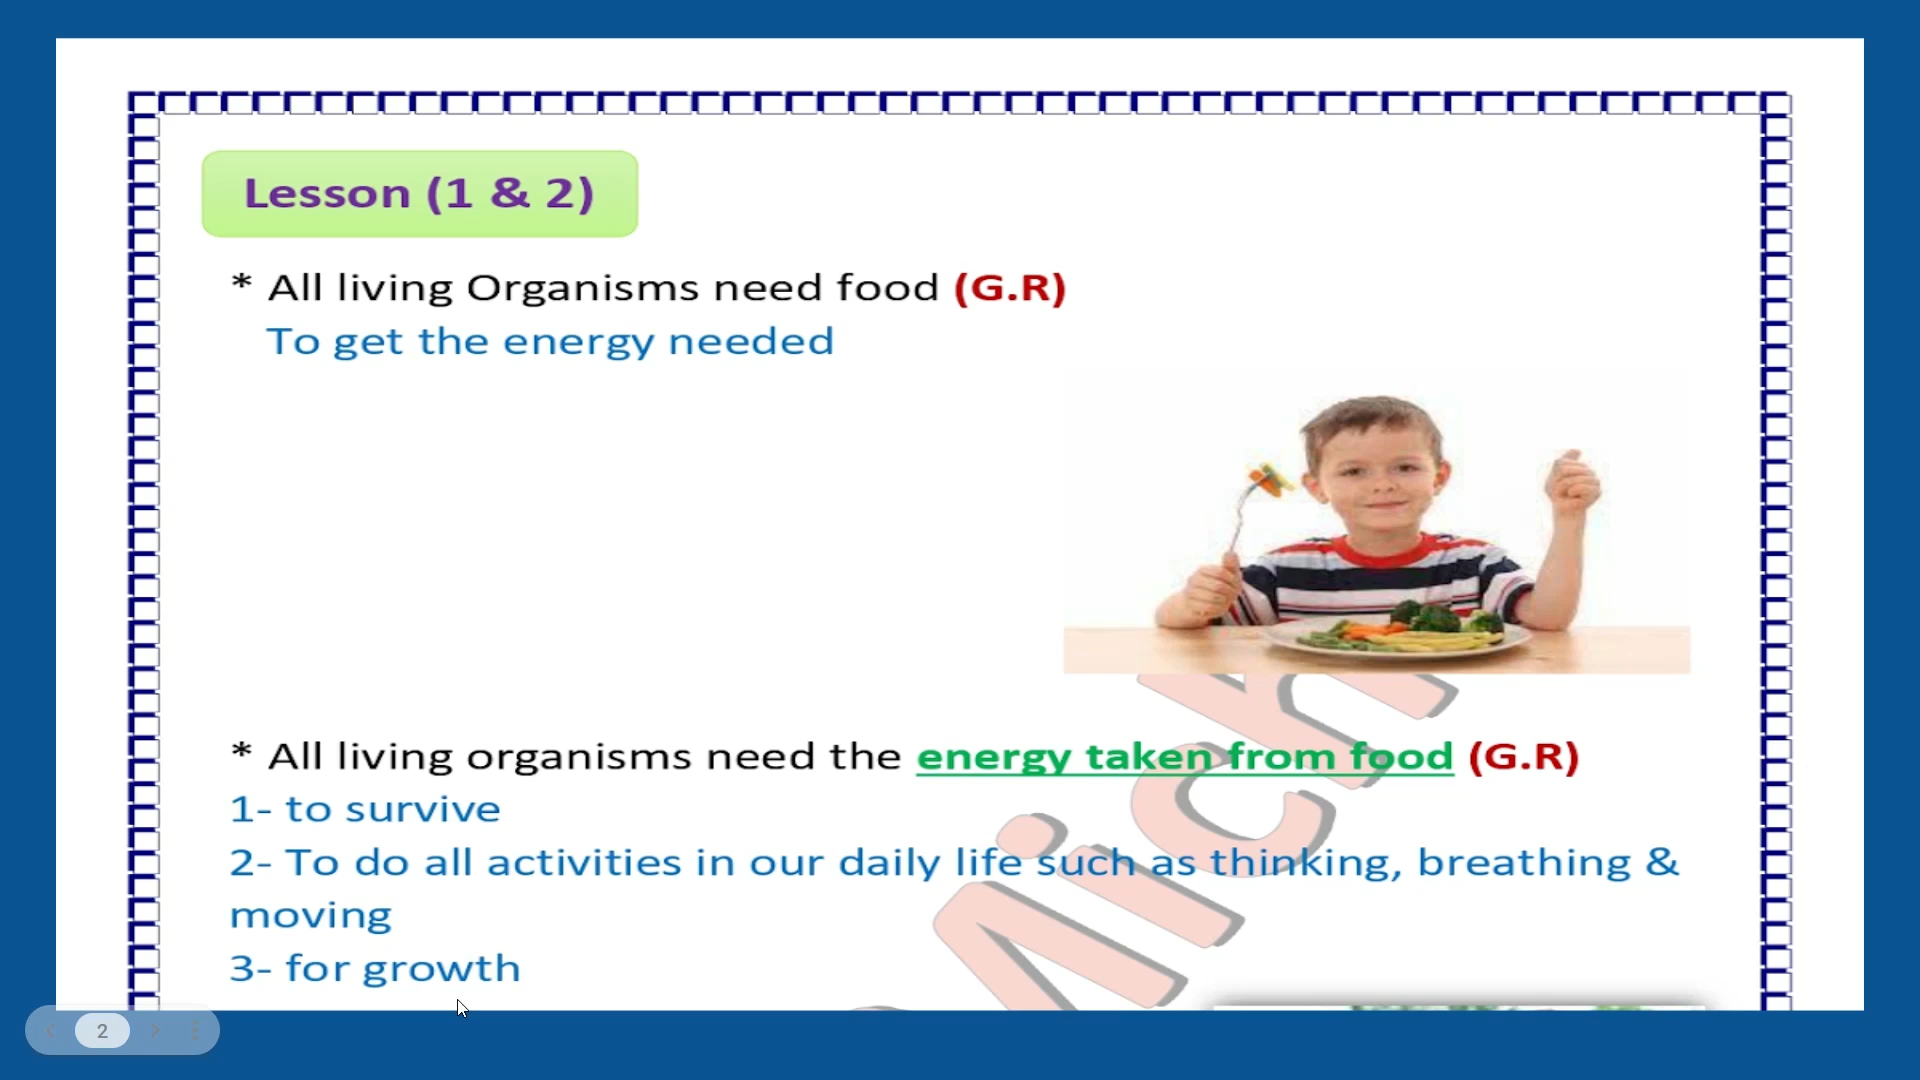 Lesson (1 & 2)
* All living Organisms need food (G.R)
To get the energy needed
* All living organisms need the energy taken from food (G.R)
1- to survive
2- To do all activities in our daily life such as thinking, breathing &
moving
3- for growth
Mich
2